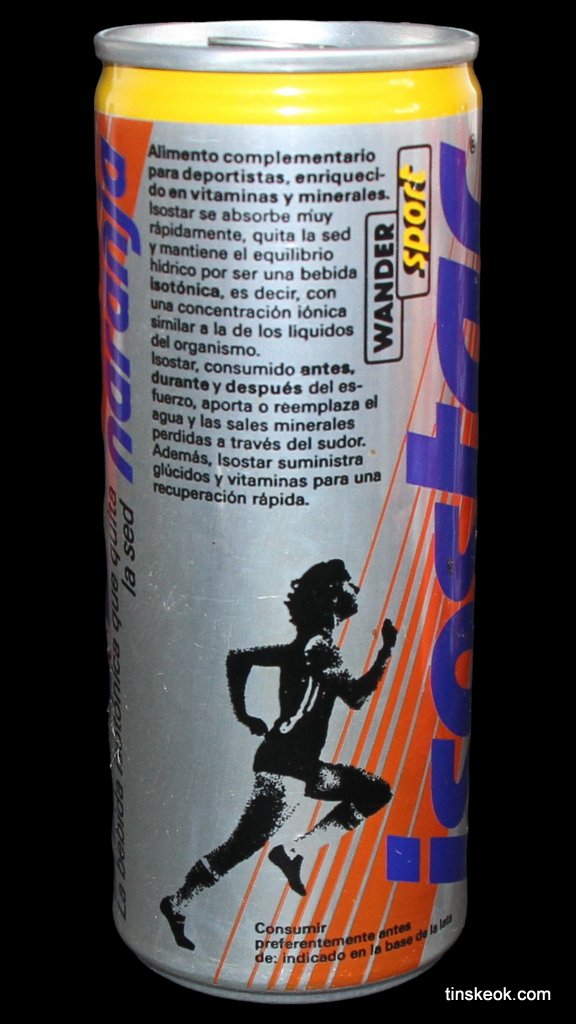 Alimento complementario
para deportistas, enriqueci-
do en vitaminas y minerales.
Isostar se absorbe muy
rápidamente, quita la sed
y mantiene el equilibrio
hídrico por ser una bebida
isotónica, es decir, con
una concentración iónica
similar a la de los líquidos
del organismo.
Isostar, consumido antes,
durante y después del es-
fuerzo, aporta o reemplaza el
agua y las sales minerales
perdidas a través del sudor.
Además, Isostar suministra
glúcidos y vitaminas para una
recuperación rápida.
WANDER
sport
isostar®
naranja
La bebida isotónica que quita
la sed
Consumir
preferentemente antes
de: indicado en la base de la lata
tinskeok.com